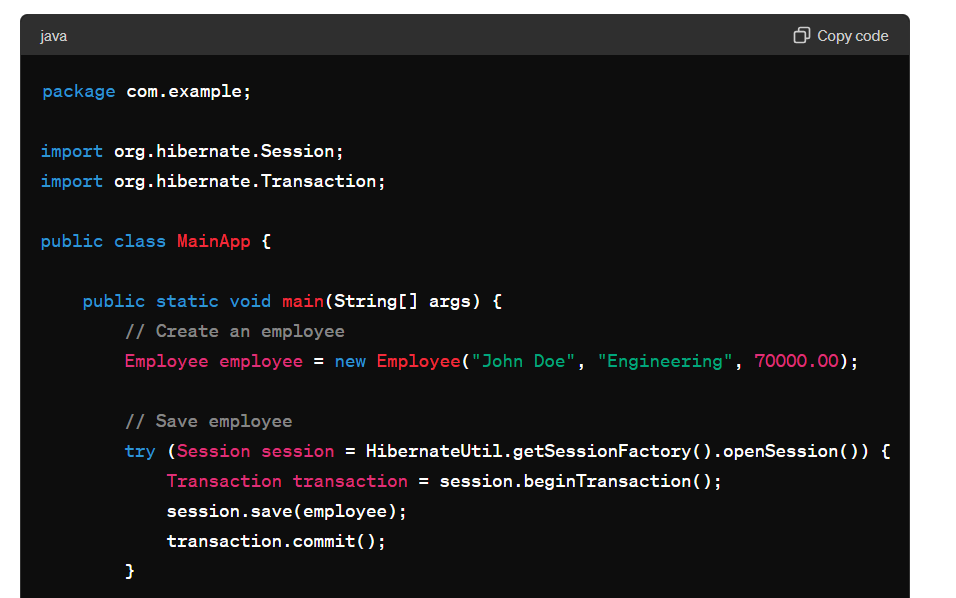 java
Copy code
package com.example;
import org.hibernate.Session;
import org.hibernate.Transaction;
public class MainApp {
public static void main(String[] args) {
// Create an employee
Employee employee = new Employee("John Doe", "Engineering", 70000.00);
// Save employee
try (Session session = HibernateUtil.getSessionFactory().openSession()) {
Transaction transaction = session.beginTransaction();
session.save(employee);
transaction.commit();
}